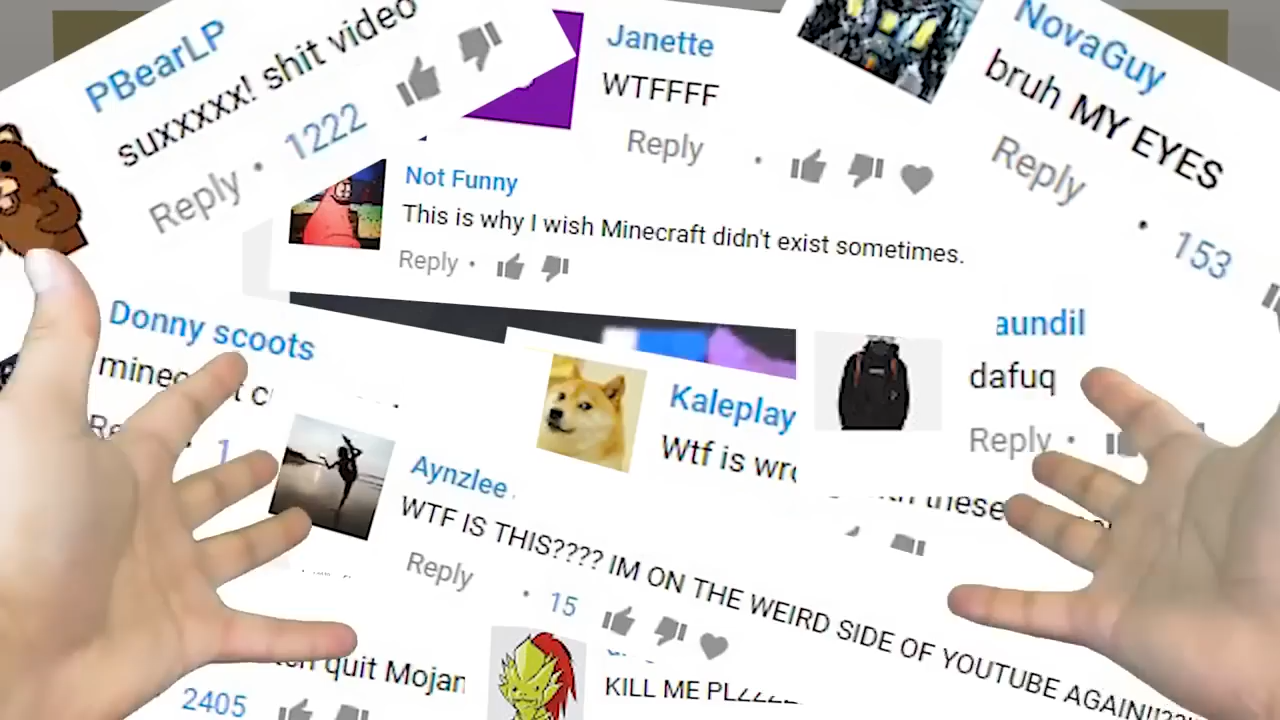 PBearLP
suxxxxx! shit video
Reply • 1222
Janette
WTFFFF
Reply •
NovaGuy
bruh MY EYES
Reply •
153
Not Funny
This is why I wish Minecraft didn't exist sometimes.
Reply •
Donny scoots
1
Kaleplay
Wtf is
these
aundil
dafuq
Reply •
Aynzlee
WTF IS THIS???? IM ON THE WEIRD SIDE OF YOUTUBE AGAIN!!??
Reply • 15
quit Mojan
2405
KILL ME